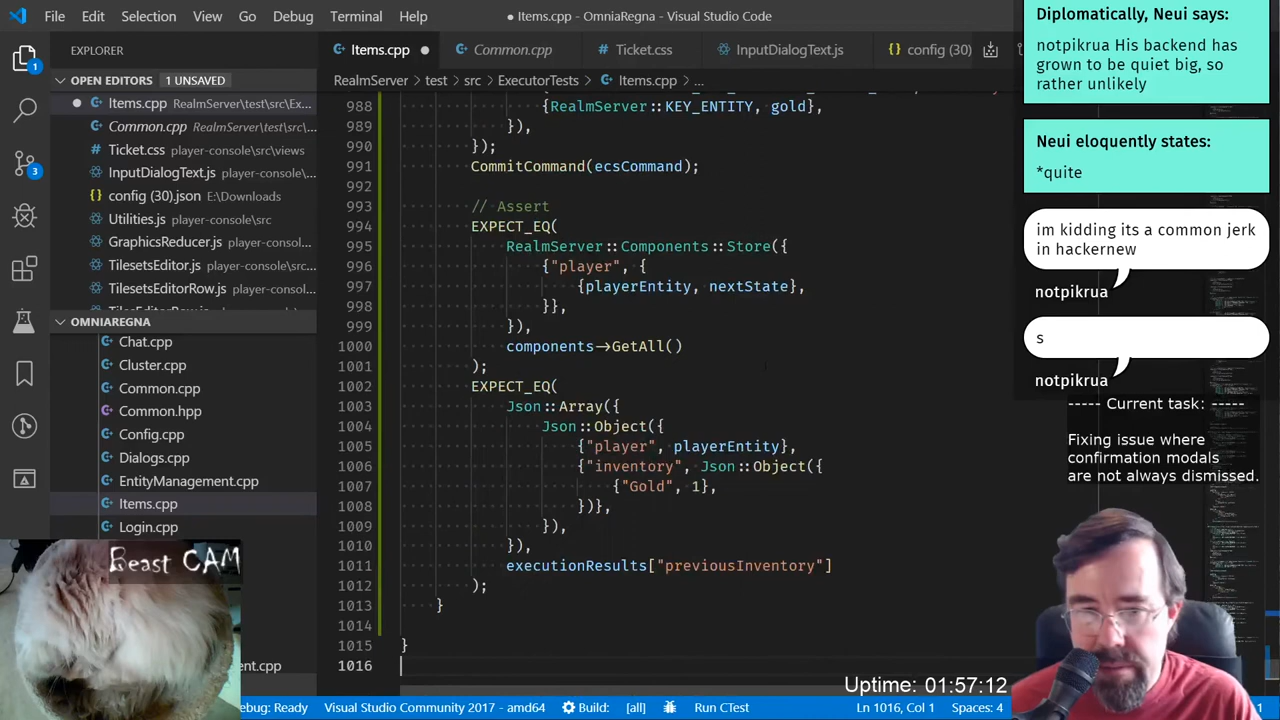 File Edit Selection View Go Debug Terminal Help
● Items.cpp - OmniaRegna - Visual Studio Code
EXPLORER
OPEN EDITORS 1 UNSAVED
Items.cpp RealmServer\test\src\Ex...
Common.cpp RealmServer\test\src\...
Ticket.css player-console\src\views
InputDialogText.js player-console\src...
config (30).json E:\Downloads
Utilities.js player-console\src
GraphicsReducer.js player-console\sr...
TilesetsEditor.js player-console\src\...
TilesetsEditorRow.js player-consol...
OMNIAREGNA
Chat.cpp
Cluster.cpp
Common.cpp
Common.hpp
Config.cpp
Dialogs.cpp
EntityManagement.cpp
Items.cpp
Login.cpp
Beast CAM
Items.cpp Common.cpp Ticket.css InputDialogText.js config (30)
RealmServer > test > src > ExecutorTests > Items.cpp > ...
988 {RealmServer::KEY_ENTITY, gold},
989 }),
990 });
991 CommitCommand(ecsCommand);
992
993 // Assert
994 EXPECT_EQ(
995 RealmServer::Components::Store({
996 {"player", {
997 {playerEntity, nextState},
998 }},
999 }),
1000 components->GetAll()
1001 );
1002 EXPECT_EQ(
1003 Json::Array({
1004 Json::Object({
1005 {"player", playerEntity},
1006 {"inventory", Json::Object({
1007 {"Gold", 1},
1008 })},
1009 }),
1010 }),
1011 executionResults["previousInventory"]
1012 );
1013 }
1014
1015 }
1016
Diplomatically, Neui says:
notpikrua His backend has
grown to be quiet big, so
rather unlikely
Neui eloquently states:
*quite
im kidding its a common jerk
in hackernew
notpikrua
s
notpikrua
----- Current task: -----
Fixing issue where
confirmation modals
are not always dismissed.
Uptime: 01:57:12
ebug: Ready Visual Studio Community 2017 - amd64 Build: [all] Run CTest Ln 1016, Col 1 Spaces: 4